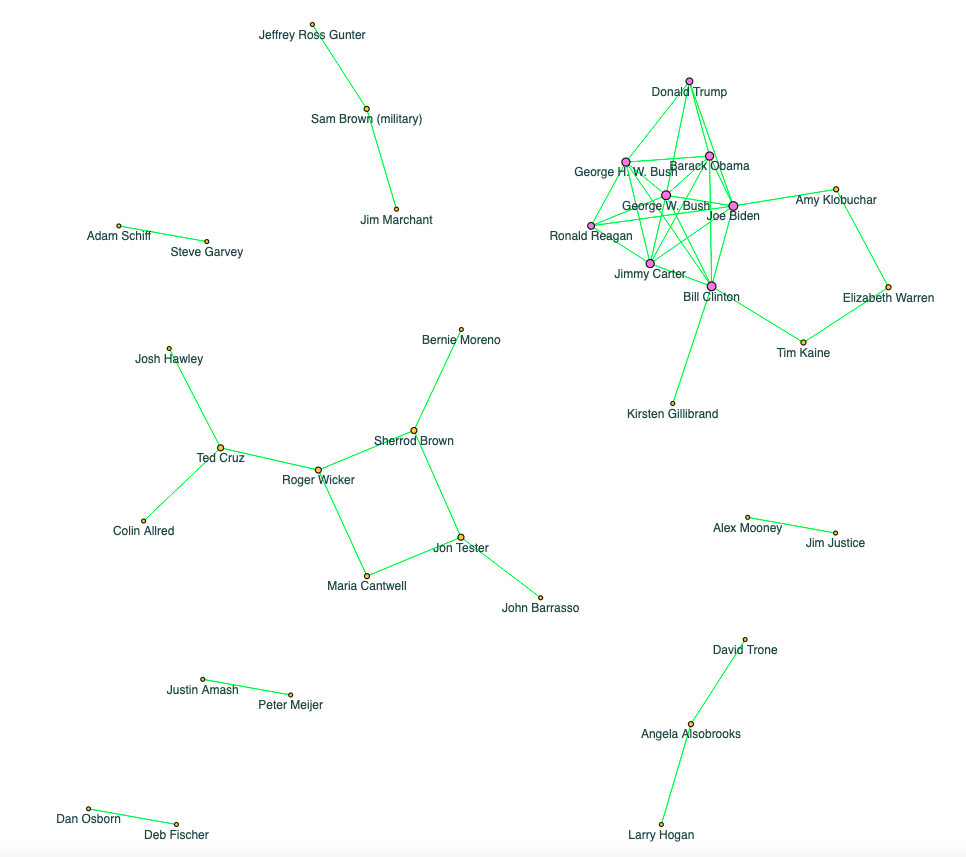 Jeffrey Ross Gunter
Donald Trump
Sam Brown (military)
Barack Obama
George H. W. Bush
Amy Klobuchar
George W. Bush
Joe Biden
Jim Marchant
Adam Schiff
Ronald Reagan
Steve Garvey
Jimmy Carter
Bill Clinton
Elizabeth Warren
Bernie Moreno
Tim Kaine
Josh Hawley
Kirsten Gillibrand
Sherrod Brown
Ted Cruz
Roger Wicker
Alex Mooney
Colin Allred
Jim Justice
Jon Tester
Maria Cantwell
John Barrasso
David Trone
Justin Amash
Peter Meijer
Angela Alsobrooks
Dan Osborn
Deb Fischer
Larry Hogan